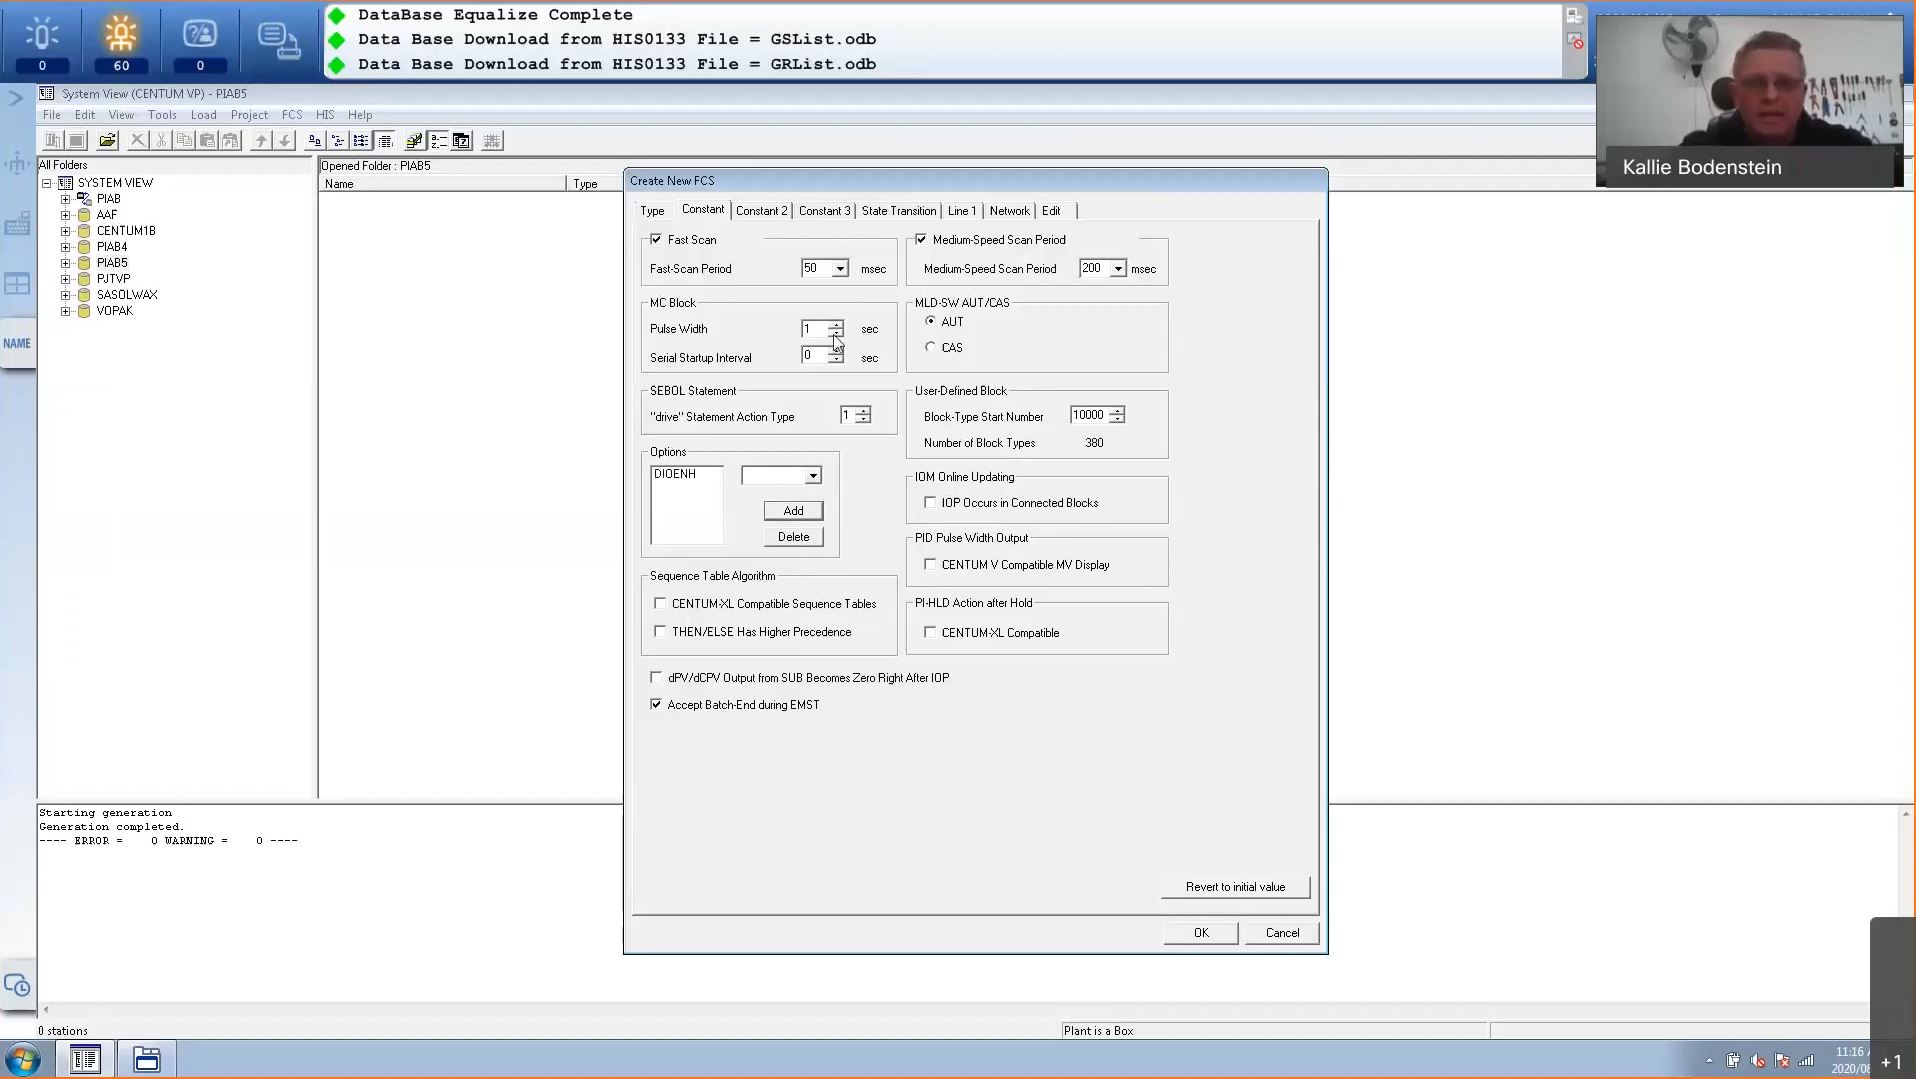 DataBase Equalize Complete
Data Base Download from HIS0133 File = GSList.odb
Data Base Download from HIS0133 File = GRList.odb
0
60
0
System View (CENTUM VP) - PIAB5
File Edit View Tools Load Project FCS HIS Help
All Folders
SYSTEM VIEW
PIAB
AAF
CENTUM1B
PIAB4
PIAB5
PJTVP
SASOLWAX
VOPAK
NAME
Opened Folder : PIAB5
Name Type
Create New FCS
Type Constant Constant 2 Constant 3 State Transition Line 1 Network Edit
Fast Scan
Fast-Scan Period 50 msec
Medium-Speed Scan Period
Medium-Speed Scan Period 200 msec
MC Block
Pulse Width 1 sec
Serial Startup Interval 0 sec
MLD-SW AUT/CAS
AUT
CAS
SEBOL Statement
"drive" Statement Action Type 1
User-Defined Block
Block-Type Start Number 10000
Number of Block Types 380
Options
DIOENH
Add
Delete
IOM Online Updating
IOP Occurs in Connected Blocks
PID Pulse Width Output
CENTUM V Compatible MV Display
Sequence Table Algorithm
CENTUM-XL Compatible Sequence Tables
THEN/ELSE Has Higher Precedence
PI-HLD Action after Hold
CENTUM-XL Compatible
dPV/dCPV Output from SUB Becomes Zero Right After IOP
Accept Batch-End during EMST
Revert to initial value
OK Cancel
Kallie Bodenstein
Starting generation
Generation completed.
---- ERROR = 0 WARNING = 0 ----
0 stations
Plant is a Box
11:16
2020/08
+1